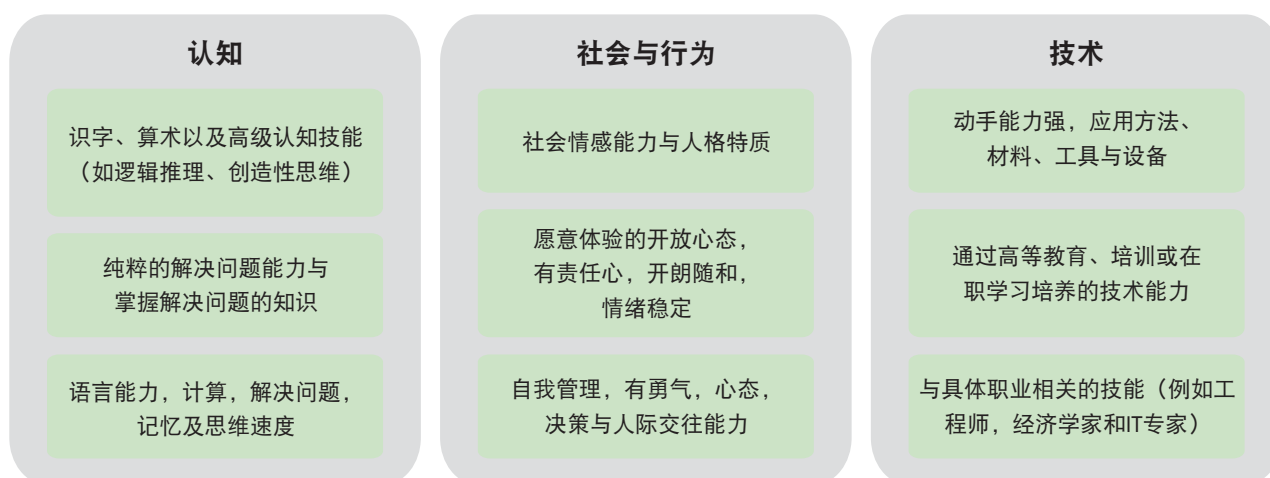 认知
识字、算术以及高级认知技能
（如逻辑推理、创造性思维）
纯粹的解决问题能力与
掌握解决问题的知识
语言能力，计算，解决问题，
记忆及思维速度
社会与行为
社会情感能力与人格特质
愿意体验的开放心态，
有责任心，开朗随和，
情绪稳定
自我管理，有勇气，心态，
决策与人际交往能力
技术
动手能力强，应用方法、
材料、工具与设备
通过高等教育、培训或在
职学习培养的技术能力
与具体职业相关的技能（例如工
程师，经济学家和IT专家）